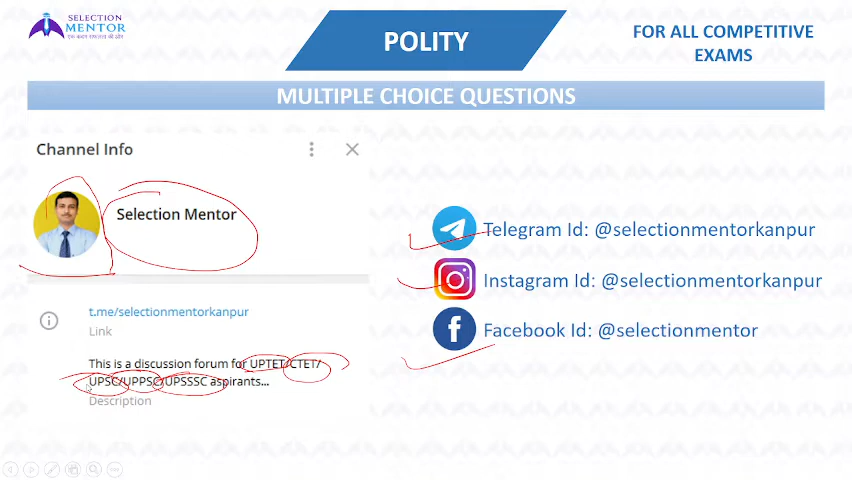 SELECTION
MENTOR
POLITY
FOR ALL COMPETITIVE
EXAMS
MULTIPLE CHOICE QUESTIONS
Channel Info
Selection Mentor
t.me/selectionmentorkanpur
Link
This is a discussion forum for UPTET/CTET/
UPSC/UPPSC/UPSSSC aspirants...
Description
Telegram Id: @selectionmentorkanpur
Instagram Id: @selectionmentorkanpur
Facebook Id: @selectionmentor